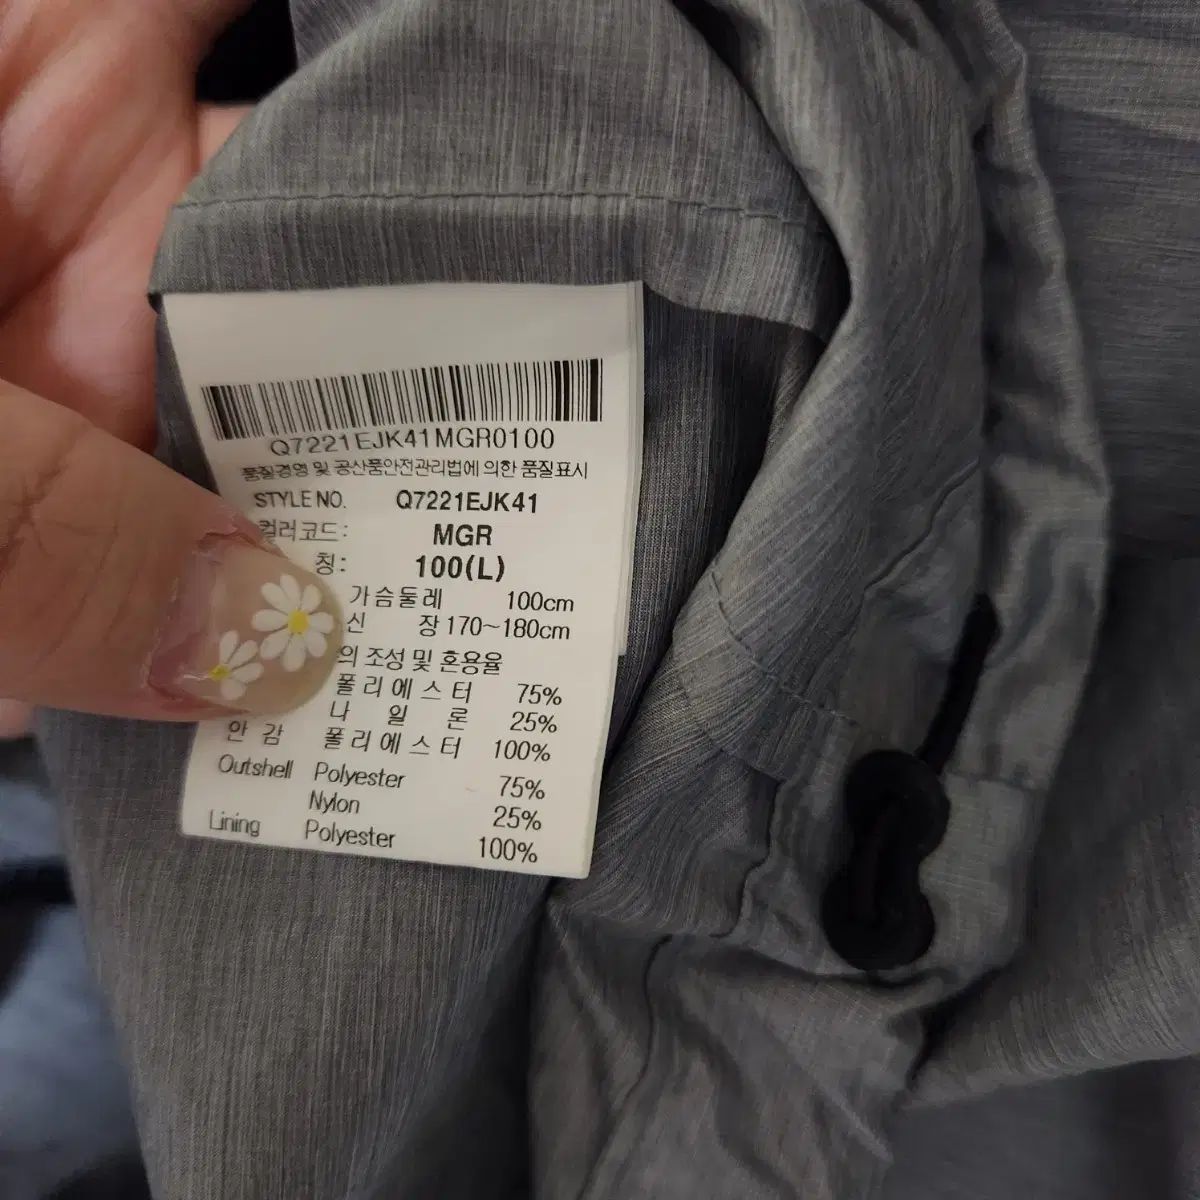 Q7221EJK41MGR0100
품질경영 및 공산품안전관리법에 의한 품질표시
STYLE NO. Q7221EJK41
컬러코드: MGR
칭: 100(L)
가슴둘레 100cm
신 장 170~180cm
의 조성 및 혼용율
폴리에스터 75%
나 일 론 25%
안 감 폴리에스터 100%
Outshell Polyester 75%
Nylon 25%
Lining Polyester 100%